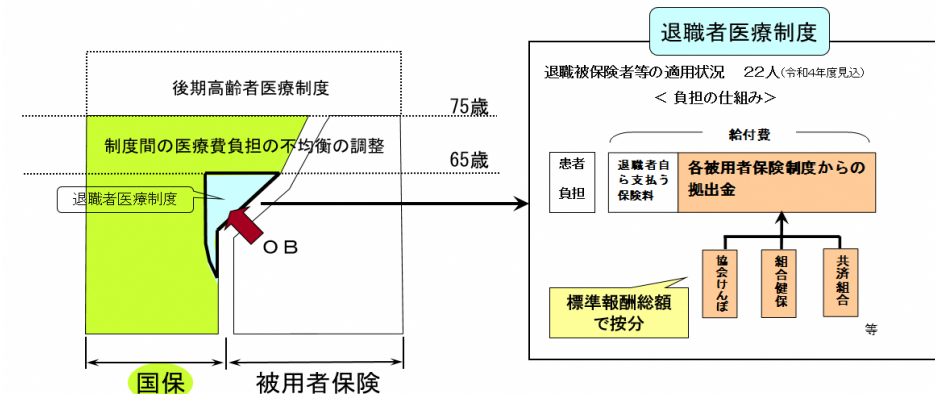 後期高齢者医療制度
75歳
制度間の医療費負担の不均衡の調整
65歳
退職者医療制度
OB
国保
被用者保険
退職者医療制度
退職被保険者等の適用状況 22人(令和4年度見込)
＜ 負担の仕組み＞
給付費
患者
負担
退職者自
ら支払う
保険料
各被用者保険制度からの
拠出金
協会けんぽ
組合健保
共済組合
等
標準報酬総額
で按分